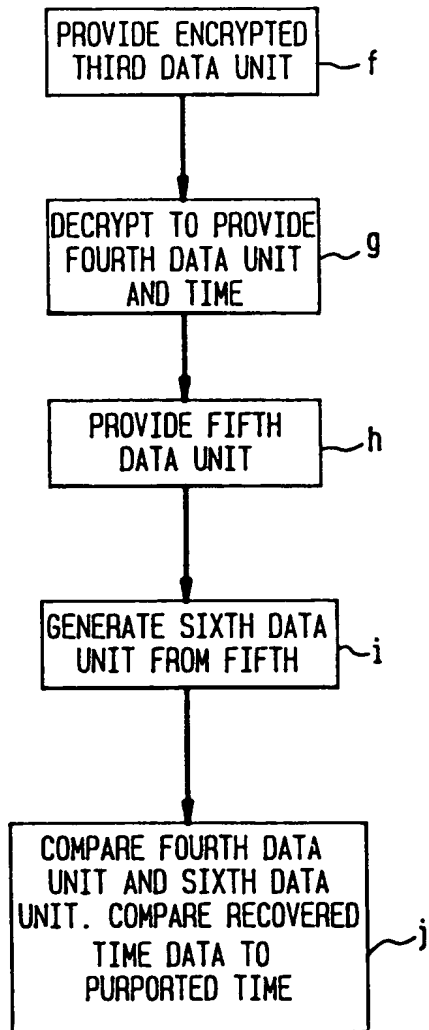 PROVIDE ENCRYPTED
THIRD DATA UNIT
f
DECRYPT TO PROVIDE
FOURTH DATA UNIT
AND TIME
g
PROVIDE FIFTH
DATA UNIT
h
GENERATE SIXTH DATA
UNIT FROM FIFTH
i
COMPARE FOURTH DATA
UNIT AND SIXTH DATA
UNIT. COMPARE RECOVERED
TIME DATA TO
PURPORTED TIME
j